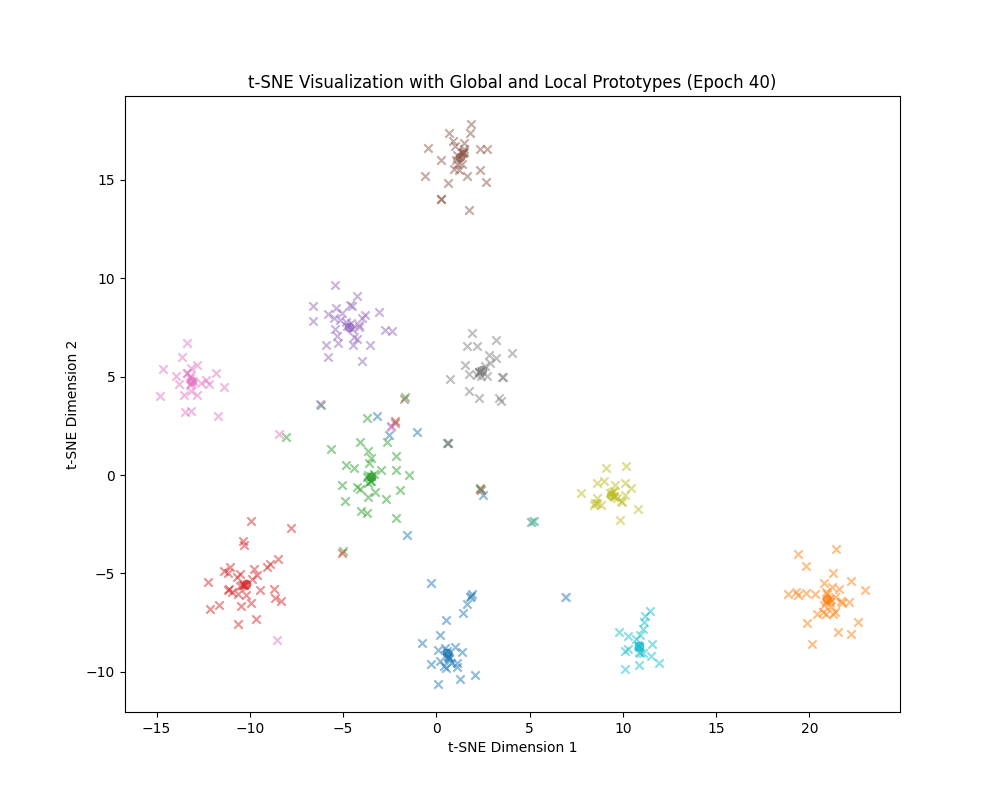 t-SNE Visualization with Global and Local Prototypes (Epoch 40)
15
10
5
0
−5
−10
t-SNE Dimension 2
−15 −10 −5 0 5 10 15 20
t-SNE Dimension 1